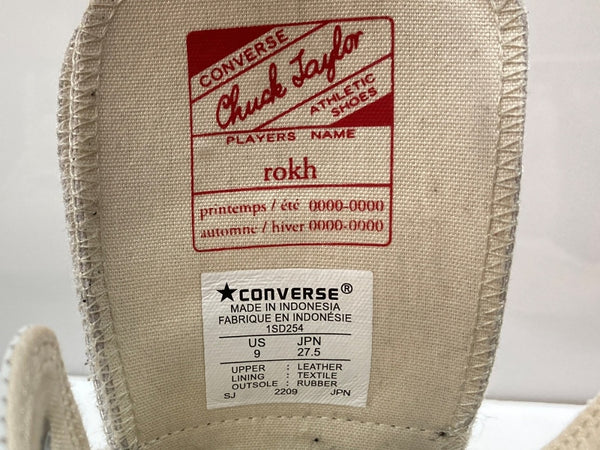 CONVERSE
Chuck Taylor
ATHLETIC
SHOES
PLAYERS NAME
rokh
printemps / été 0000-0000
automne / hiver 0000-0000
★CONVERSE®
MADE IN INDONESIA
FABRIQUE EN INDONÉSIE
1SD254
US JPN
9 27.5
UPPER : LEATHER
LINING : TEXTILE
OUTSOLE : RUBBER
SJ 2209 JPN